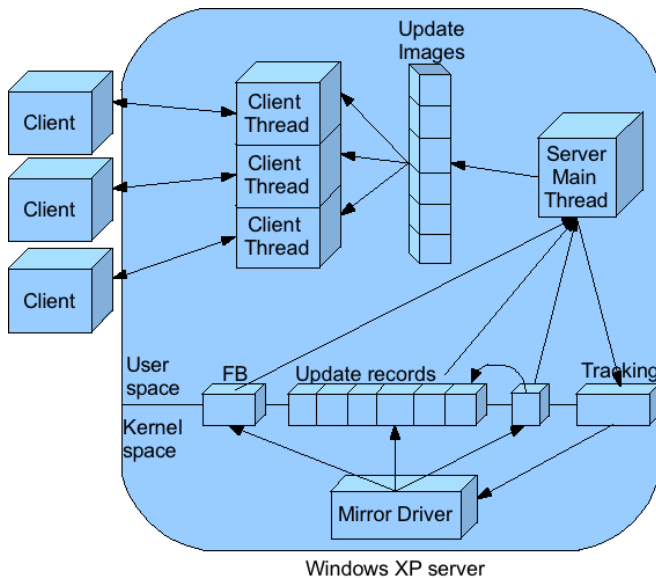 Update
Images
Client
Client
Client
Client
Thread
Client
Thread
Client
Thread
Server
Main
Thread
User
space
FB
Update records
Tracking
Kernel
space
Mirror Driver
Windows XP server